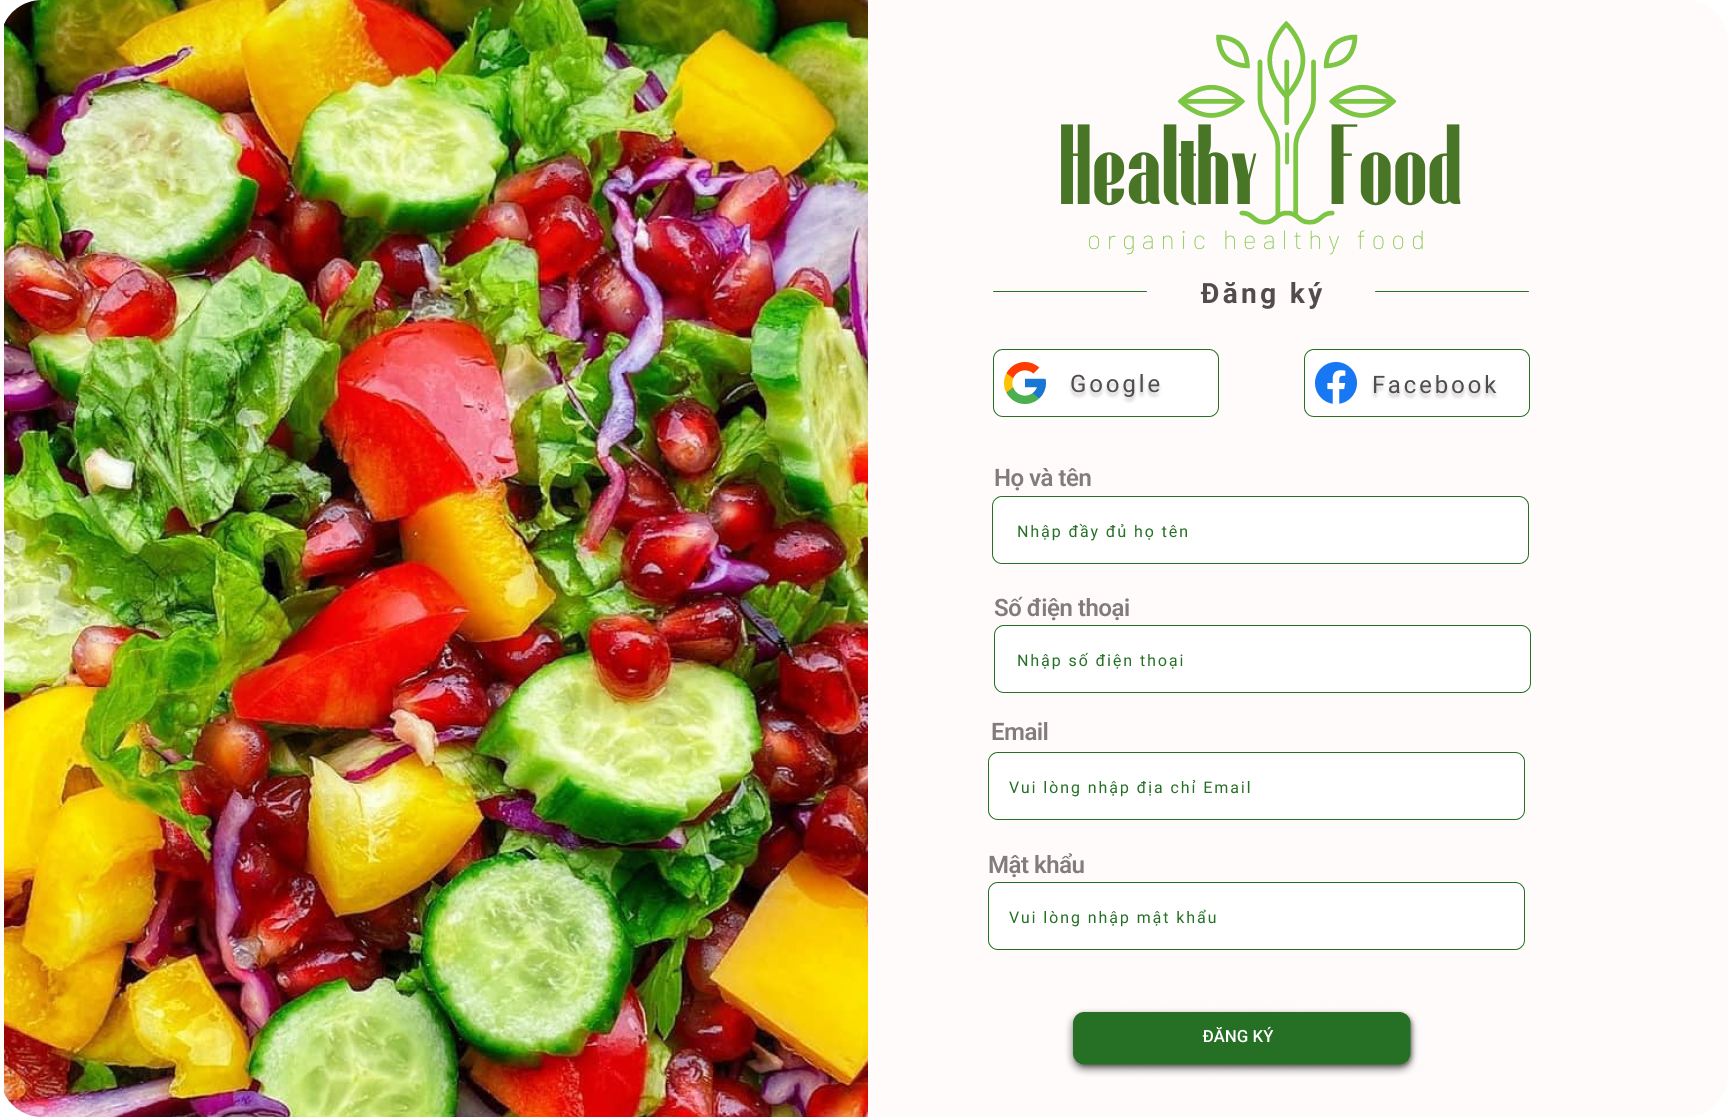 Healthy Food
organic healthy food
Đăng ký
Google
Facebook
Họ và tên
Nhập đầy đủ họ tên
Số điện thoại
Nhập số điện thoại
Email
Vui lòng nhập địa chỉ Email
Mật khẩu
Vui lòng nhập mật khẩu
ĐĂNG KÝ